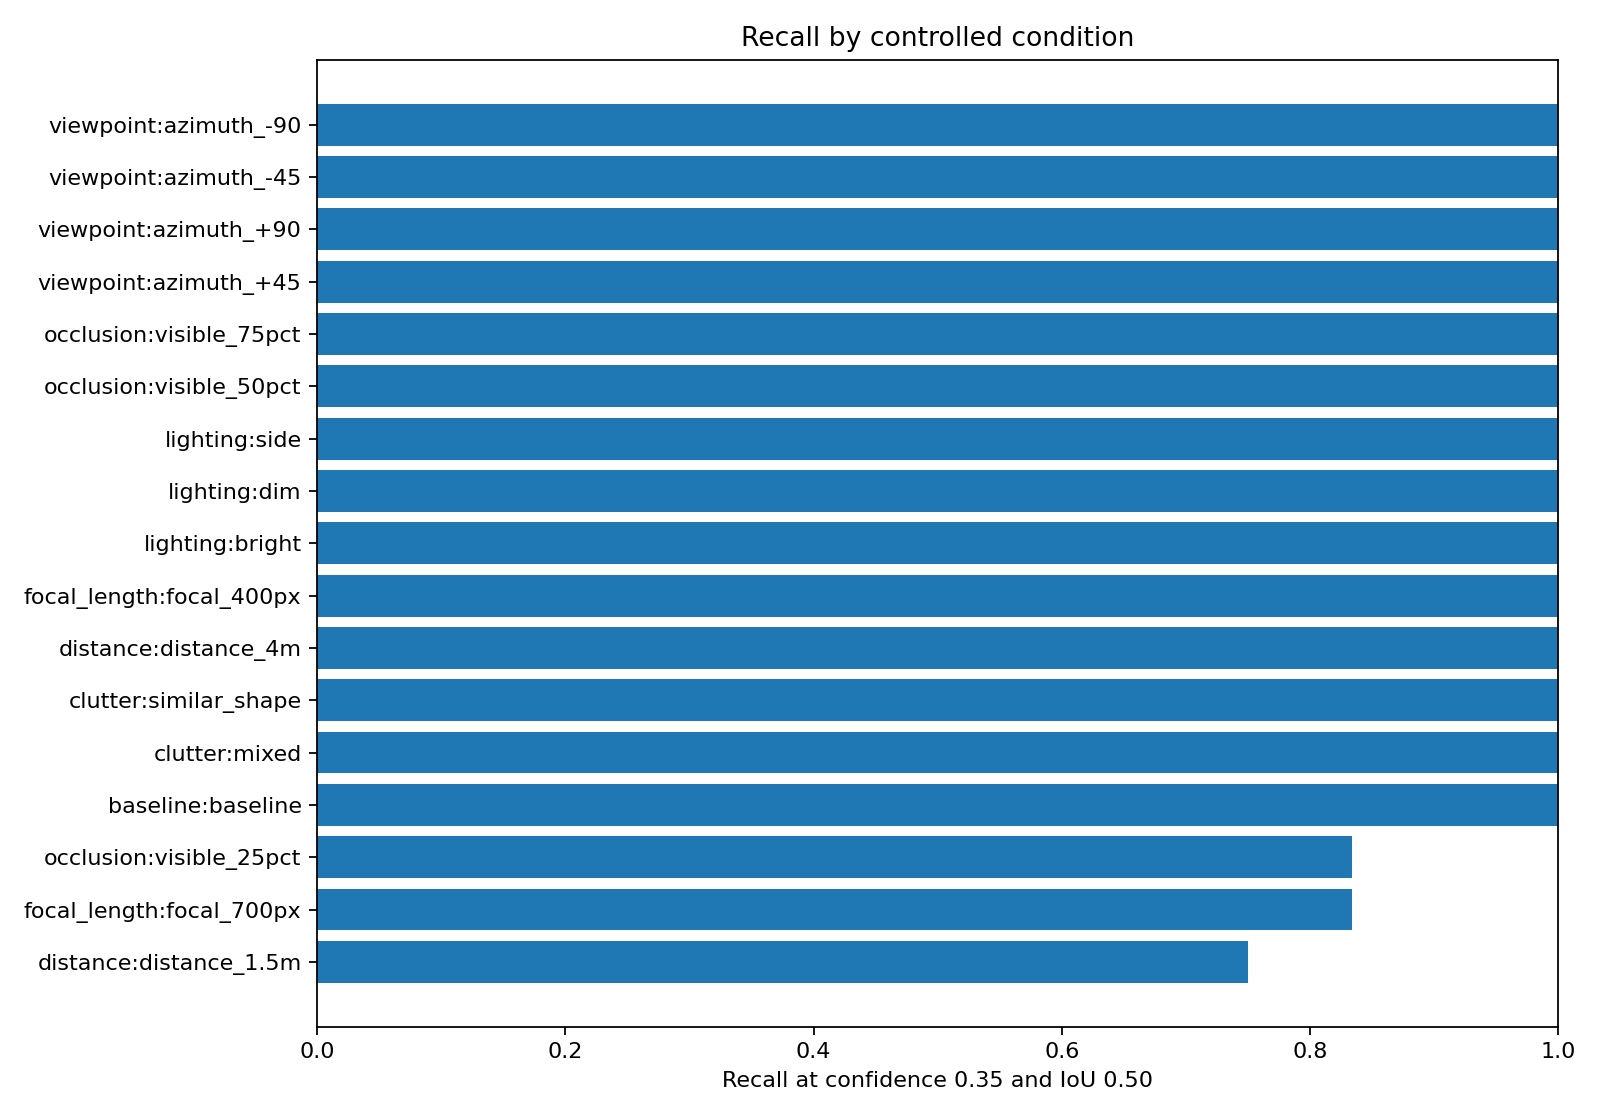 Recall by controlled condition
viewpoint:azimuth_-90
viewpoint:azimuth_-45
viewpoint:azimuth_+90
viewpoint:azimuth_+45
occlusion:visible_75pct
occlusion:visible_50pct
lighting:side
lighting:dim
lighting:bright
focal_length:focal_400px
distance:distance_4m
clutter:similar_shape
clutter:mixed
baseline:baseline
occlusion:visible_25pct
focal_length:focal_700px
distance:distance_1.5m
0.0 0.2 0.4 0.6 0.8 1.0
Recall at confidence 0.35 and IoU 0.50